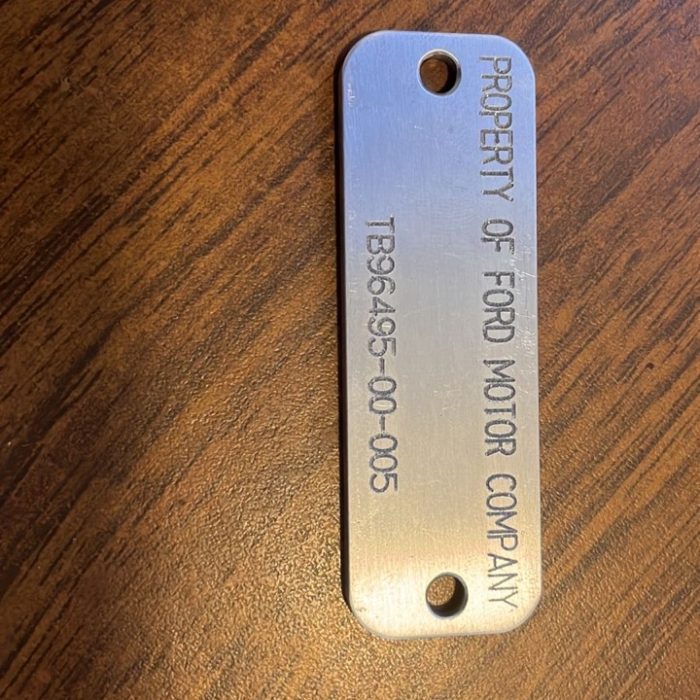 PROPERTY OF FORD MOTOR COMPANY
TB96495-00-005